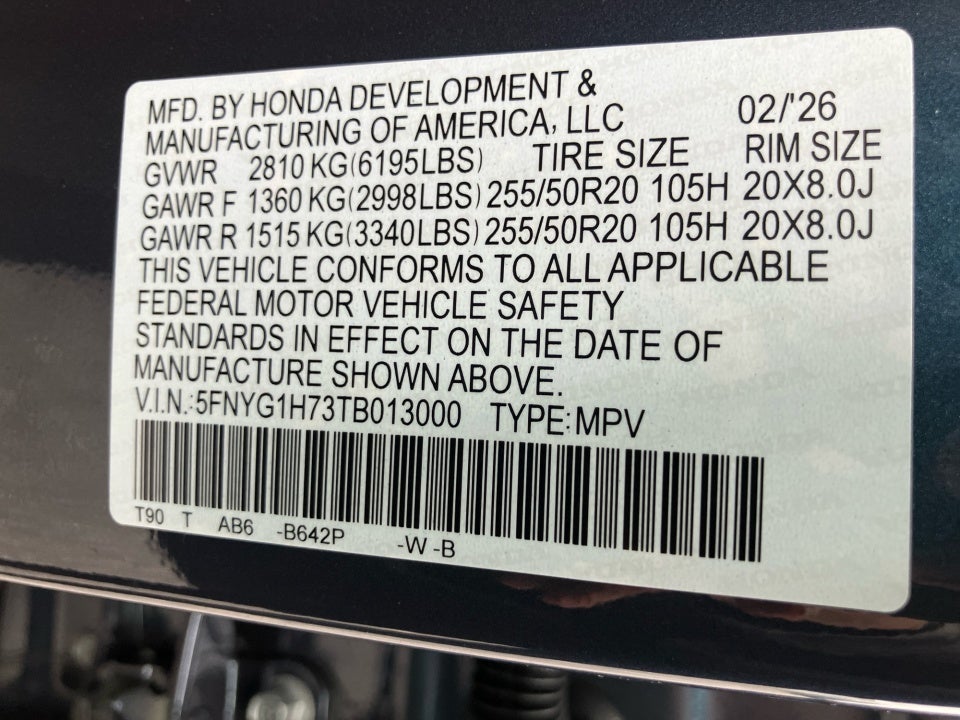 MFD. BY HONDA DEVELOPMENT &
MANUFACTURING OF AMERICA, LLC 02/'26
GVWR 2810 KG(6195LBS) TIRE SIZE RIM SIZE
GAWR F 1360 KG(2998LBS) 255/50R20 105H 20X8.0J
GAWR R 1515 KG(3340LBS) 255/50R20 105H 20X8.0J
THIS VEHICLE CONFORMS TO ALL APPLICABLE
FEDERAL MOTOR VEHICLE SAFETY
STANDARDS IN EFFECT ON THE DATE OF
MANUFACTURE SHOWN ABOVE.
V.I.N.:5FNYG1H73TB013000 TYPE:MPV
T90 T AB6 -B642P -W -B